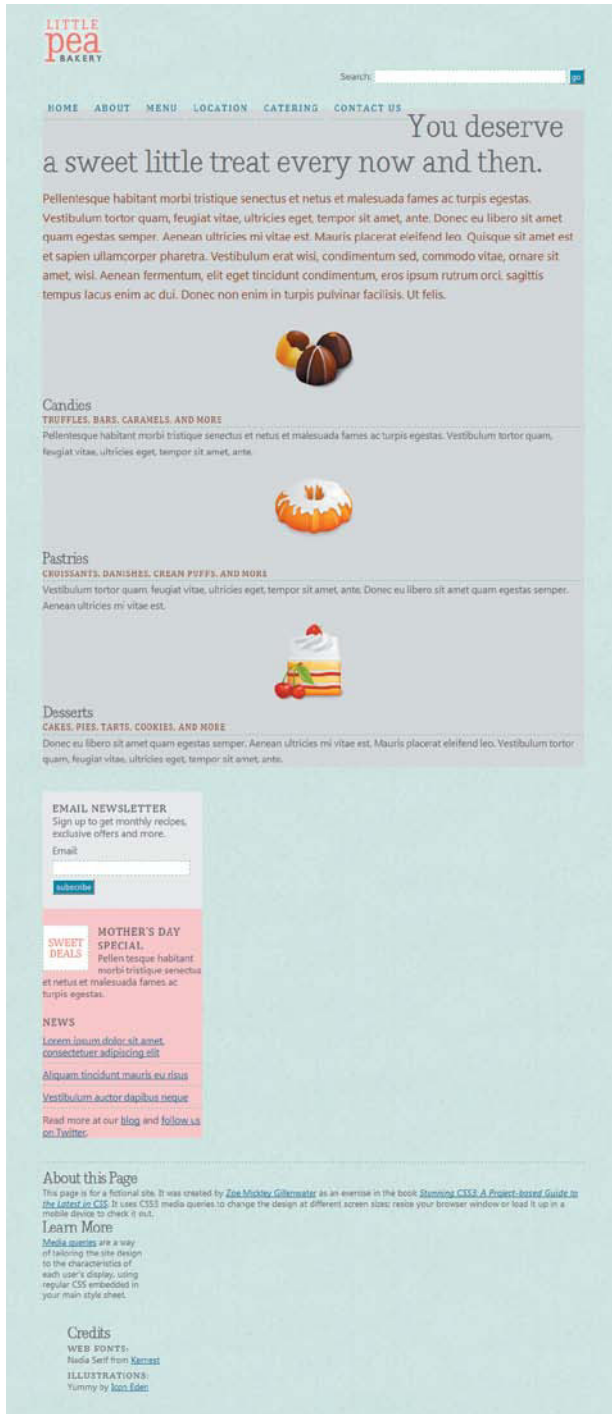 LITTLE
pea
BAKERY
Search:
go
HOME ABOUT MENU LOCATION CATERING CONTACT US
You deserve
a sweet little treat every now and then.
Pellentesque habitant morbi tristique senectus et netus et malesuada fames ac turpis egestas.
Vestibulum tortor quam, feugiat vitae, ultricies eget, tempor sit amet, ante. Donec eu libero sit amet
quam egestas semper. Aenean ultricies mi vitae est. Mauris placerat eleifend leo. Quisque sit amet est
et sapien ullamcorper pharetra. Vestibulum erat wisi, condimentum sed, commodo vitae, ornare sit
amet, wisi. Aenean fermentum, elit eget tincidunt condimentum, eros ipsum rutrum orci, sagittis
tempus lacus enim ac dui. Donec non enim in turpis pulvinar facilisis. Ut felis.
Candies
TRUFFLES, BARS, CARAMELS, AND MORE
Pellentesque habitant morbi tristique senectus et netus et malesuada fames ac turpis egestas. Vestibulum tortor quam,
feugiat vitae, ultricies eget, tempor sit amet, ante.
Pastries
CROISSANTS, DANISHES, CREAM PUFFS, AND MORE
Vestibulum tortor quam, feugiat vitae, ultricies eget, tempor sit amet, ante. Donec eu libero sit amet quam egestas semper.
Aenean ultricies mi vitae est.
Desserts
CAKES, PIES, TARTS, COOKIES, AND MORE
Donec eu libero sit amet quam egestas semper. Aenean ultricies mi vitae est. Mauris placerat eleifend leo. Vestibulum tortor
quam, feugiat vitae, ultricies eget, tempor sit amet, ante.
EMAIL NEWSLETTER
Sign up to get monthly recipes,
exclusive offers and more.
Email:
subscribe
SWEET
DEALS
MOTHER'S DAY
SPECIAL
Pellen tesque habitant
morbi tristique senectus
et netus et malesuada fames ac
turpis egestas.
NEWS
Lorem ipsum dolor sit amet,
consectetuer adipiscing elit
Aliquam tincidunt mauris eu risus
Vestibulum auctor dapibus neque
Read more at our blog and follow us
on Twitter.
About this Page
This page is for a fictional site. It was created by Zoe Mickley Gillenwater as an exercise in the book Stunning CSS3: A Project-based Guide to
the Latest in CSS. It uses CSS3 media queries to change the design at different screen sizes; resize your browser window or load it up in a
mobile device to check it out.
Learn More
Media queries are a way
of tailoring the site design
to the characteristics of
each user's display, using
regular CSS embedded in
your main style sheet.
Credits
WEB FONTS:
Nadia Serif from Kernest
ILLUSTRATIONS:
Yummy by Icon Eden